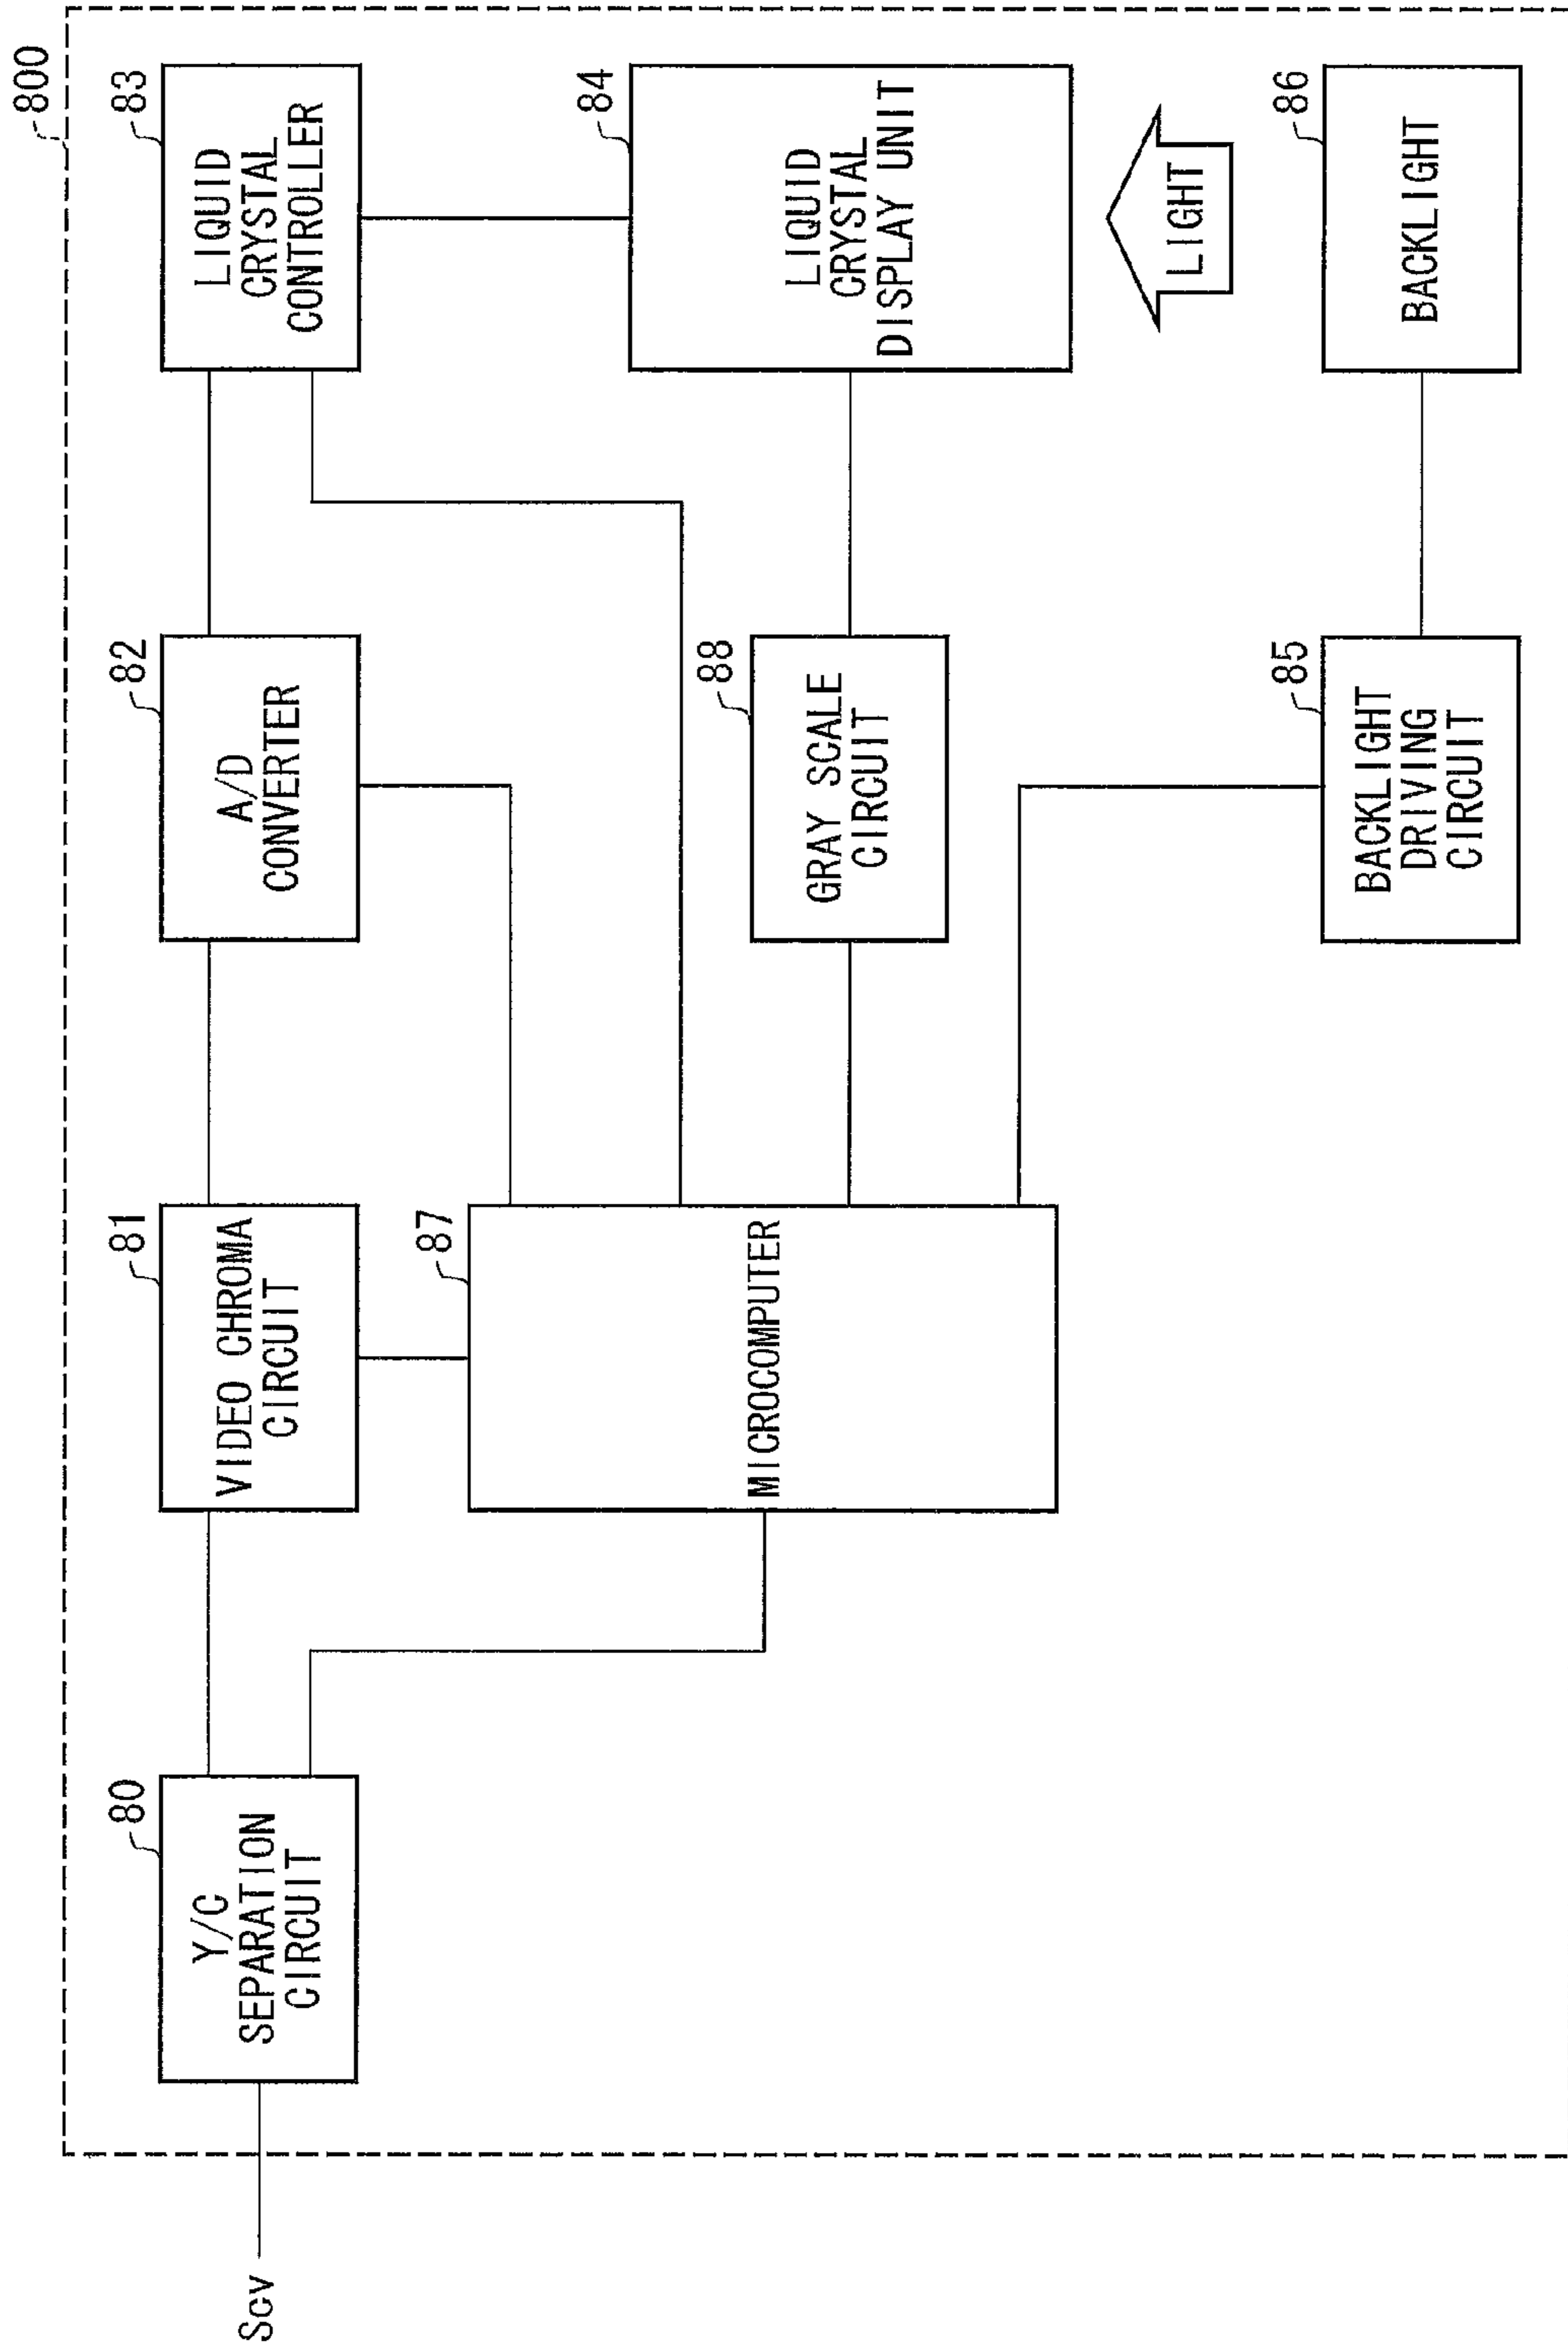 800
80
Y/C
SEPARATION
CIRCUIT
81
VIDEO CHROMA
CIRCUIT
82
A/D
CONVERTER
83
LIQUID
CRYSTAL
CONTROLLER
Scv
87
MICROCOMPUTER
88
GRAY SCALE
CIRCUIT
84
LIQUID
CRYSTAL
DISPLAY UNIT
LIGHT
85
BACKLIGHT
DRIVING
CIRCUIT
86
BACKLIGHT